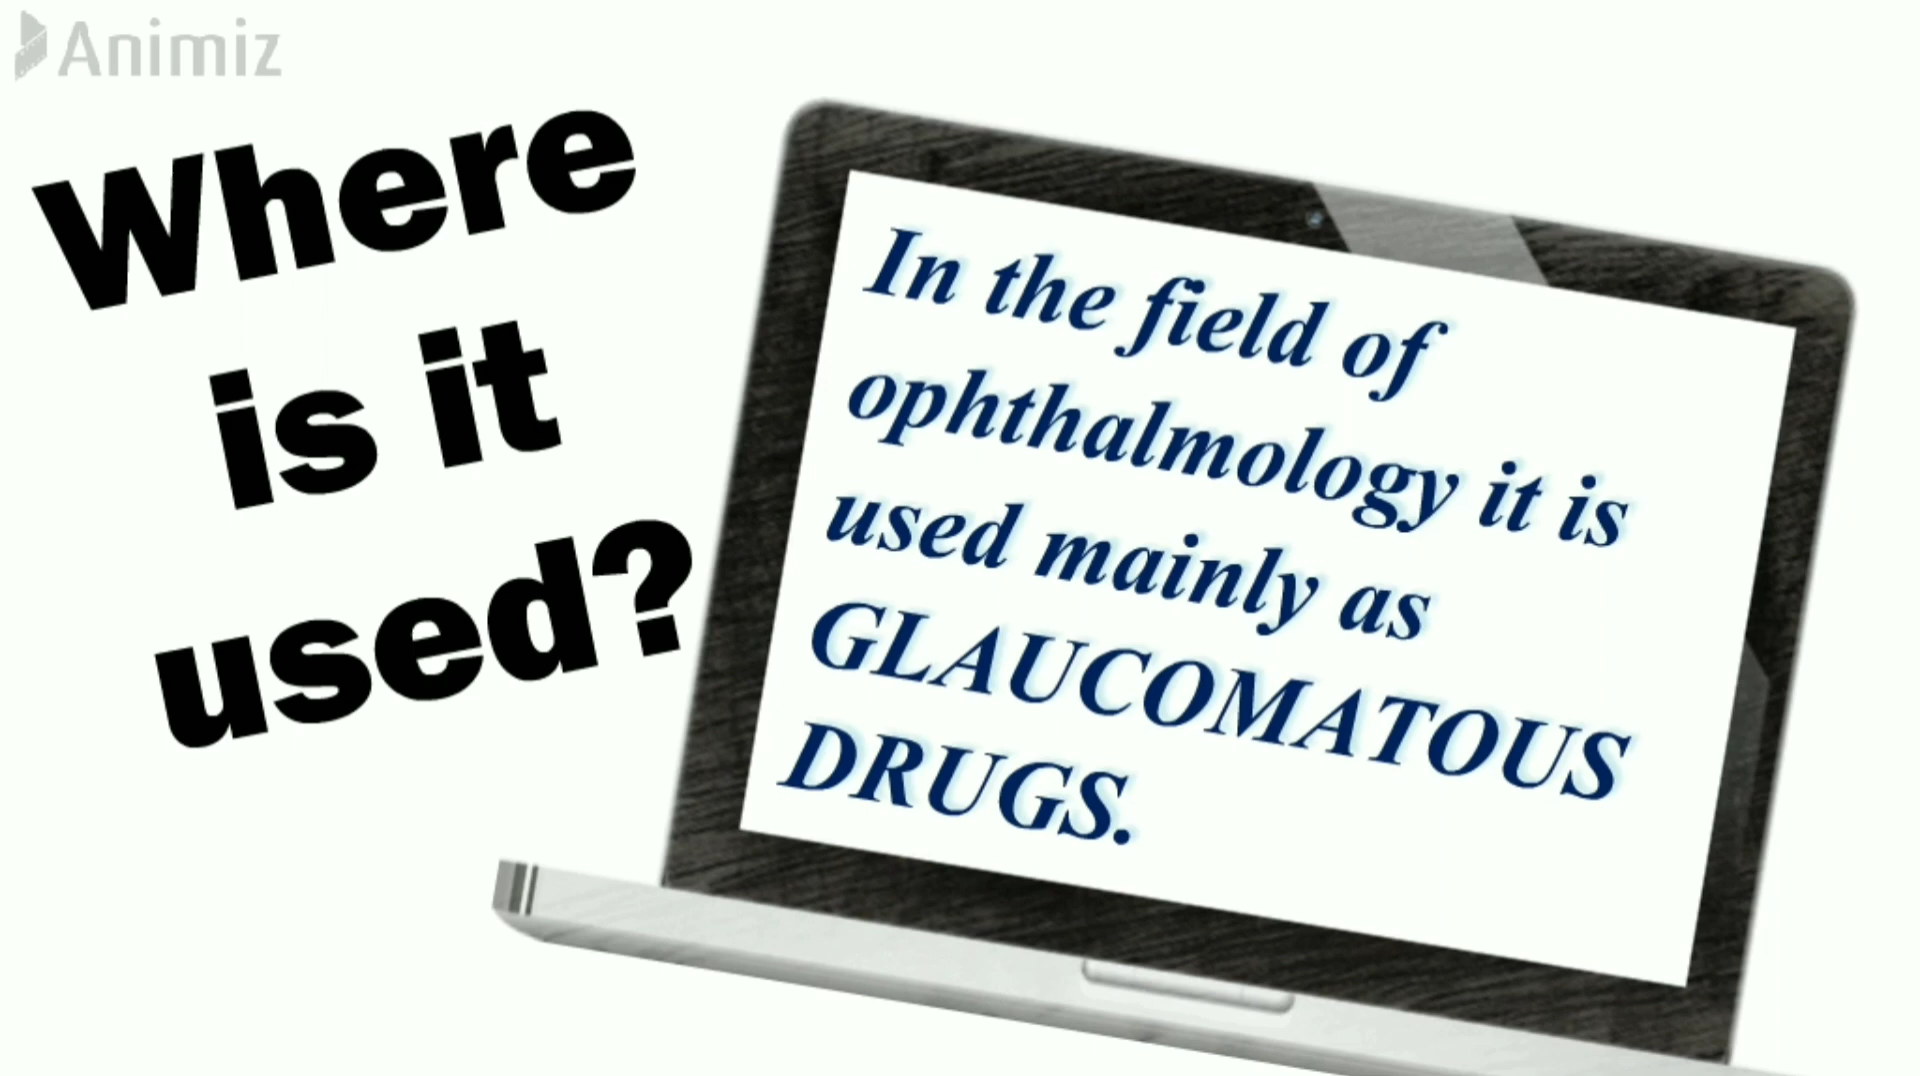 Animiz
Where
is it
used?
In the field of
ophthalmology it is
used mainly as
GLAUCOMATOUS
DRUGS.